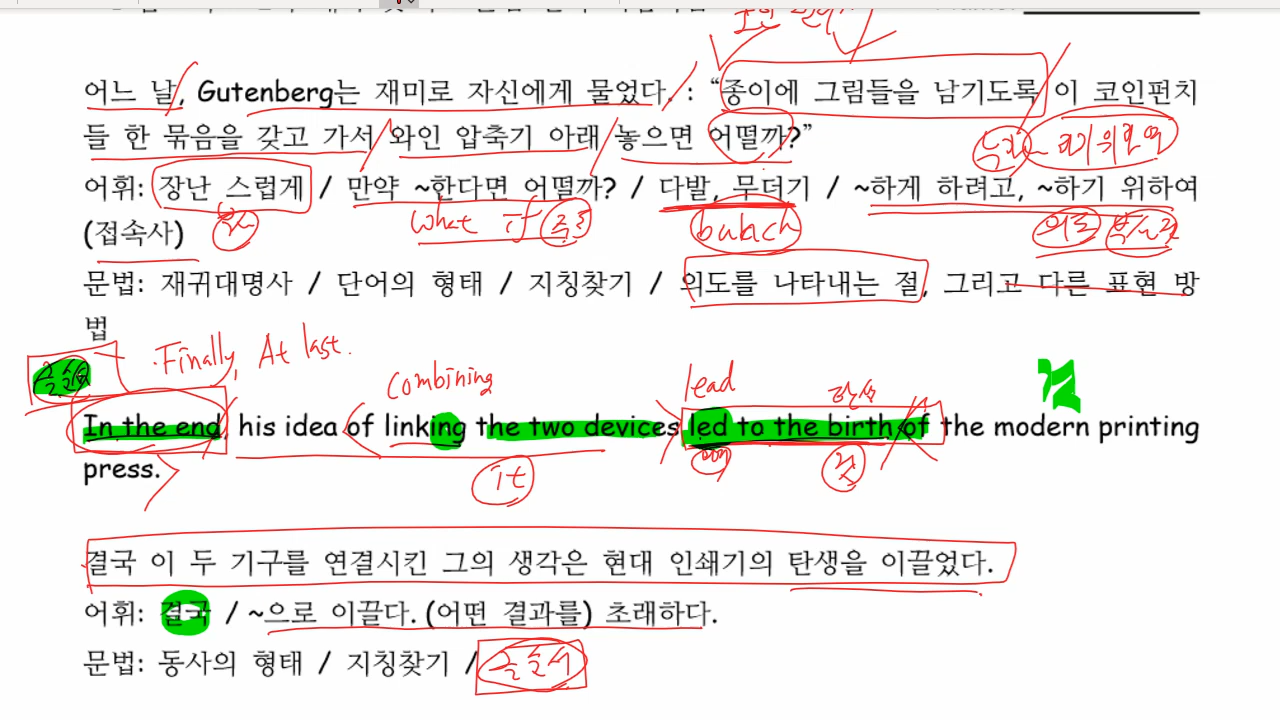 어느 날, Gutenberg는 재미로 자신에게 물었다. : “종이에 그림들을 남기도록 이 코인펀치
들 한 묶음을 갖고 가서 와인 압축기 아래 놓으면 어떨까?”
어휘: 장난 스럽게 / 만약 ~한다면 어떨까? / 다발, 무더기 / ~하게 하려고, ~하기 위하여
what if
(접속사)
문법: 재귀대명사 / 단어의 형태 / 지칭찾기 / 의도를 나타내는 절, 그리고 다른 표현 방
법
Finally, At last.
combining lead
In the end, his idea of linking the two devices led to the birth of the modern printing
press.
it
결국 이 두 기구를 연결시킨 그의 생각은 현대 인쇄기의 탄생을 이끌었다.
어휘: 결국 / ~으로 이끌다. (어떤 결과를) 초래하다.
문법: 동사의 형태 / 지칭찾기 / 글순서